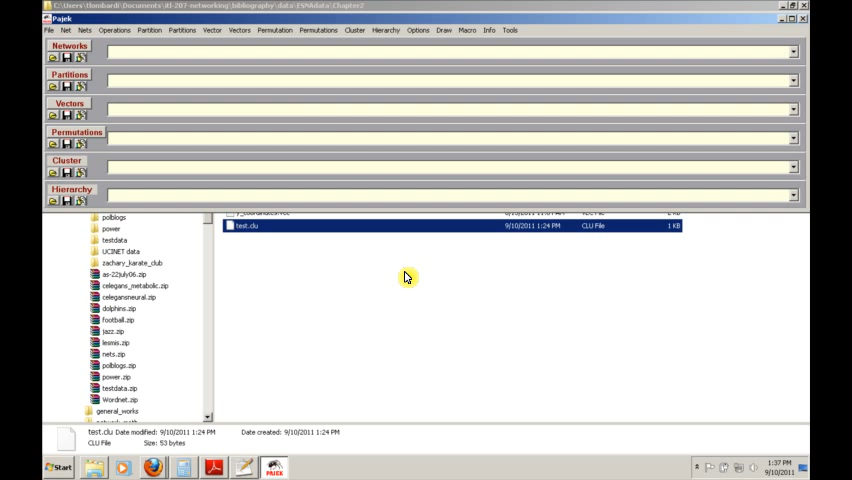 C:\Users\tlombardi\Documents\#I-207-networking\bibliography\data\ESNAdata\Chapter2
Pajek
File Net Nets Operations Partition Partitions Vector Vectors Permutation Permutations Cluster Hierarchy Options Draw Macro Info Tools
Networks
Partitions
Vectors
Permutations
Cluster
Hierarchy
polblogs
power
testdata
UCINET data
zachary_karate_club
as-22july06.zip
celegans_metabolic.zip
celegansneural.zip
dolphins.zip
football.zip
jazz.zip
lesmis.zip
nets.zip
polblogs.zip
power.zip
testdata.zip
Wordnet.zip
general_works
test.clu 9/10/2011 1:24 PM CLU File 1 KB
test.clu Date modified: 9/10/2011 1:24 PM Date created: 9/10/2011 1:24 PM
CLU File Size: 53 bytes
Start
PAJEK
1:37 PM
9/10/2011